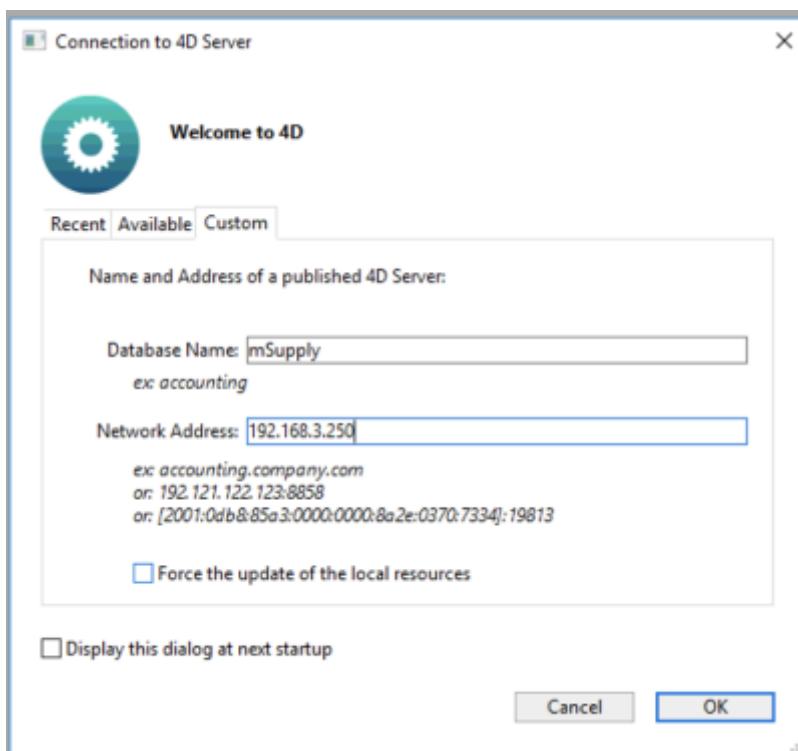 Connection to 4D Server
Welcome to 4D
Recent Available Custom
Name and Address of a published 4D Server:
Database Name: mSupply
ex: accounting
Network Address: 192.168.3.250
ex: accounting.company.com
or: 192.121.122.123:8858
or: [2001:0db8:85a3:0000:0000:8a2e:0370:7334]:19813
Force the update of the local resources
Display this dialog at next startup
Cancel OK